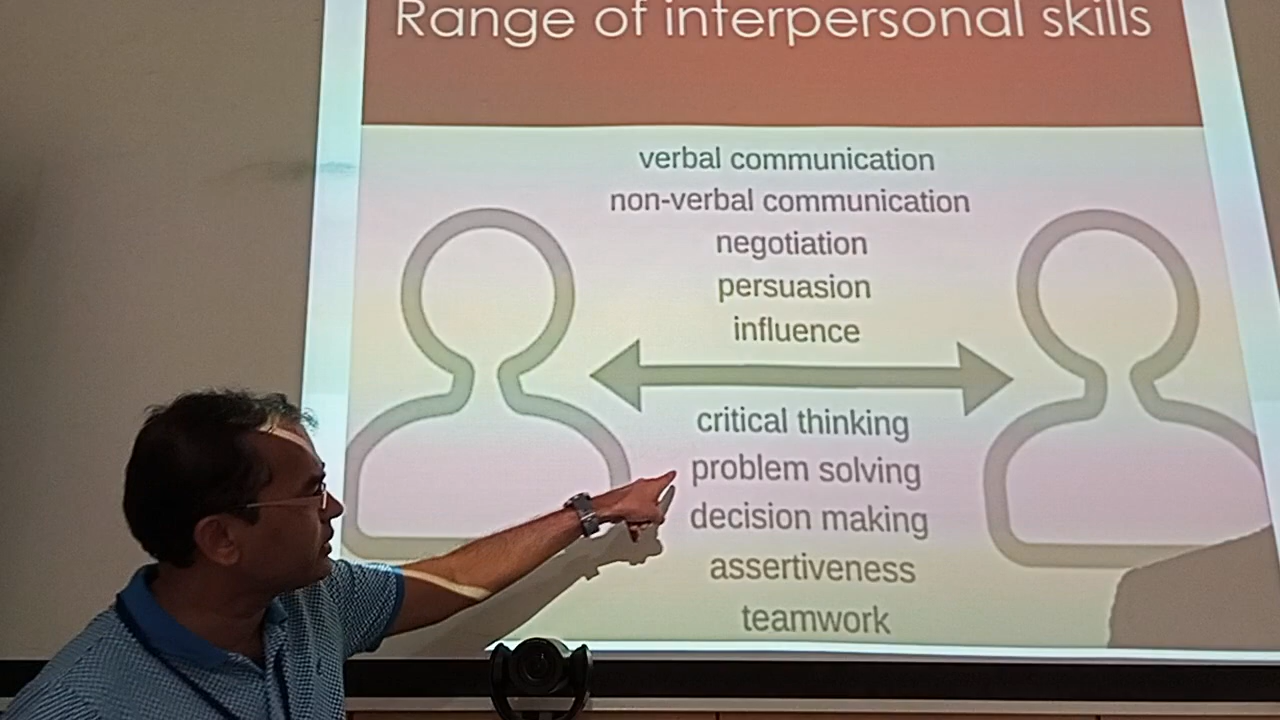 Range of interpersonal skills
verbal communication
non-verbal communication
negotiation
persuasion
influence
critical thinking
problem solving
decision making
assertiveness
teamwork